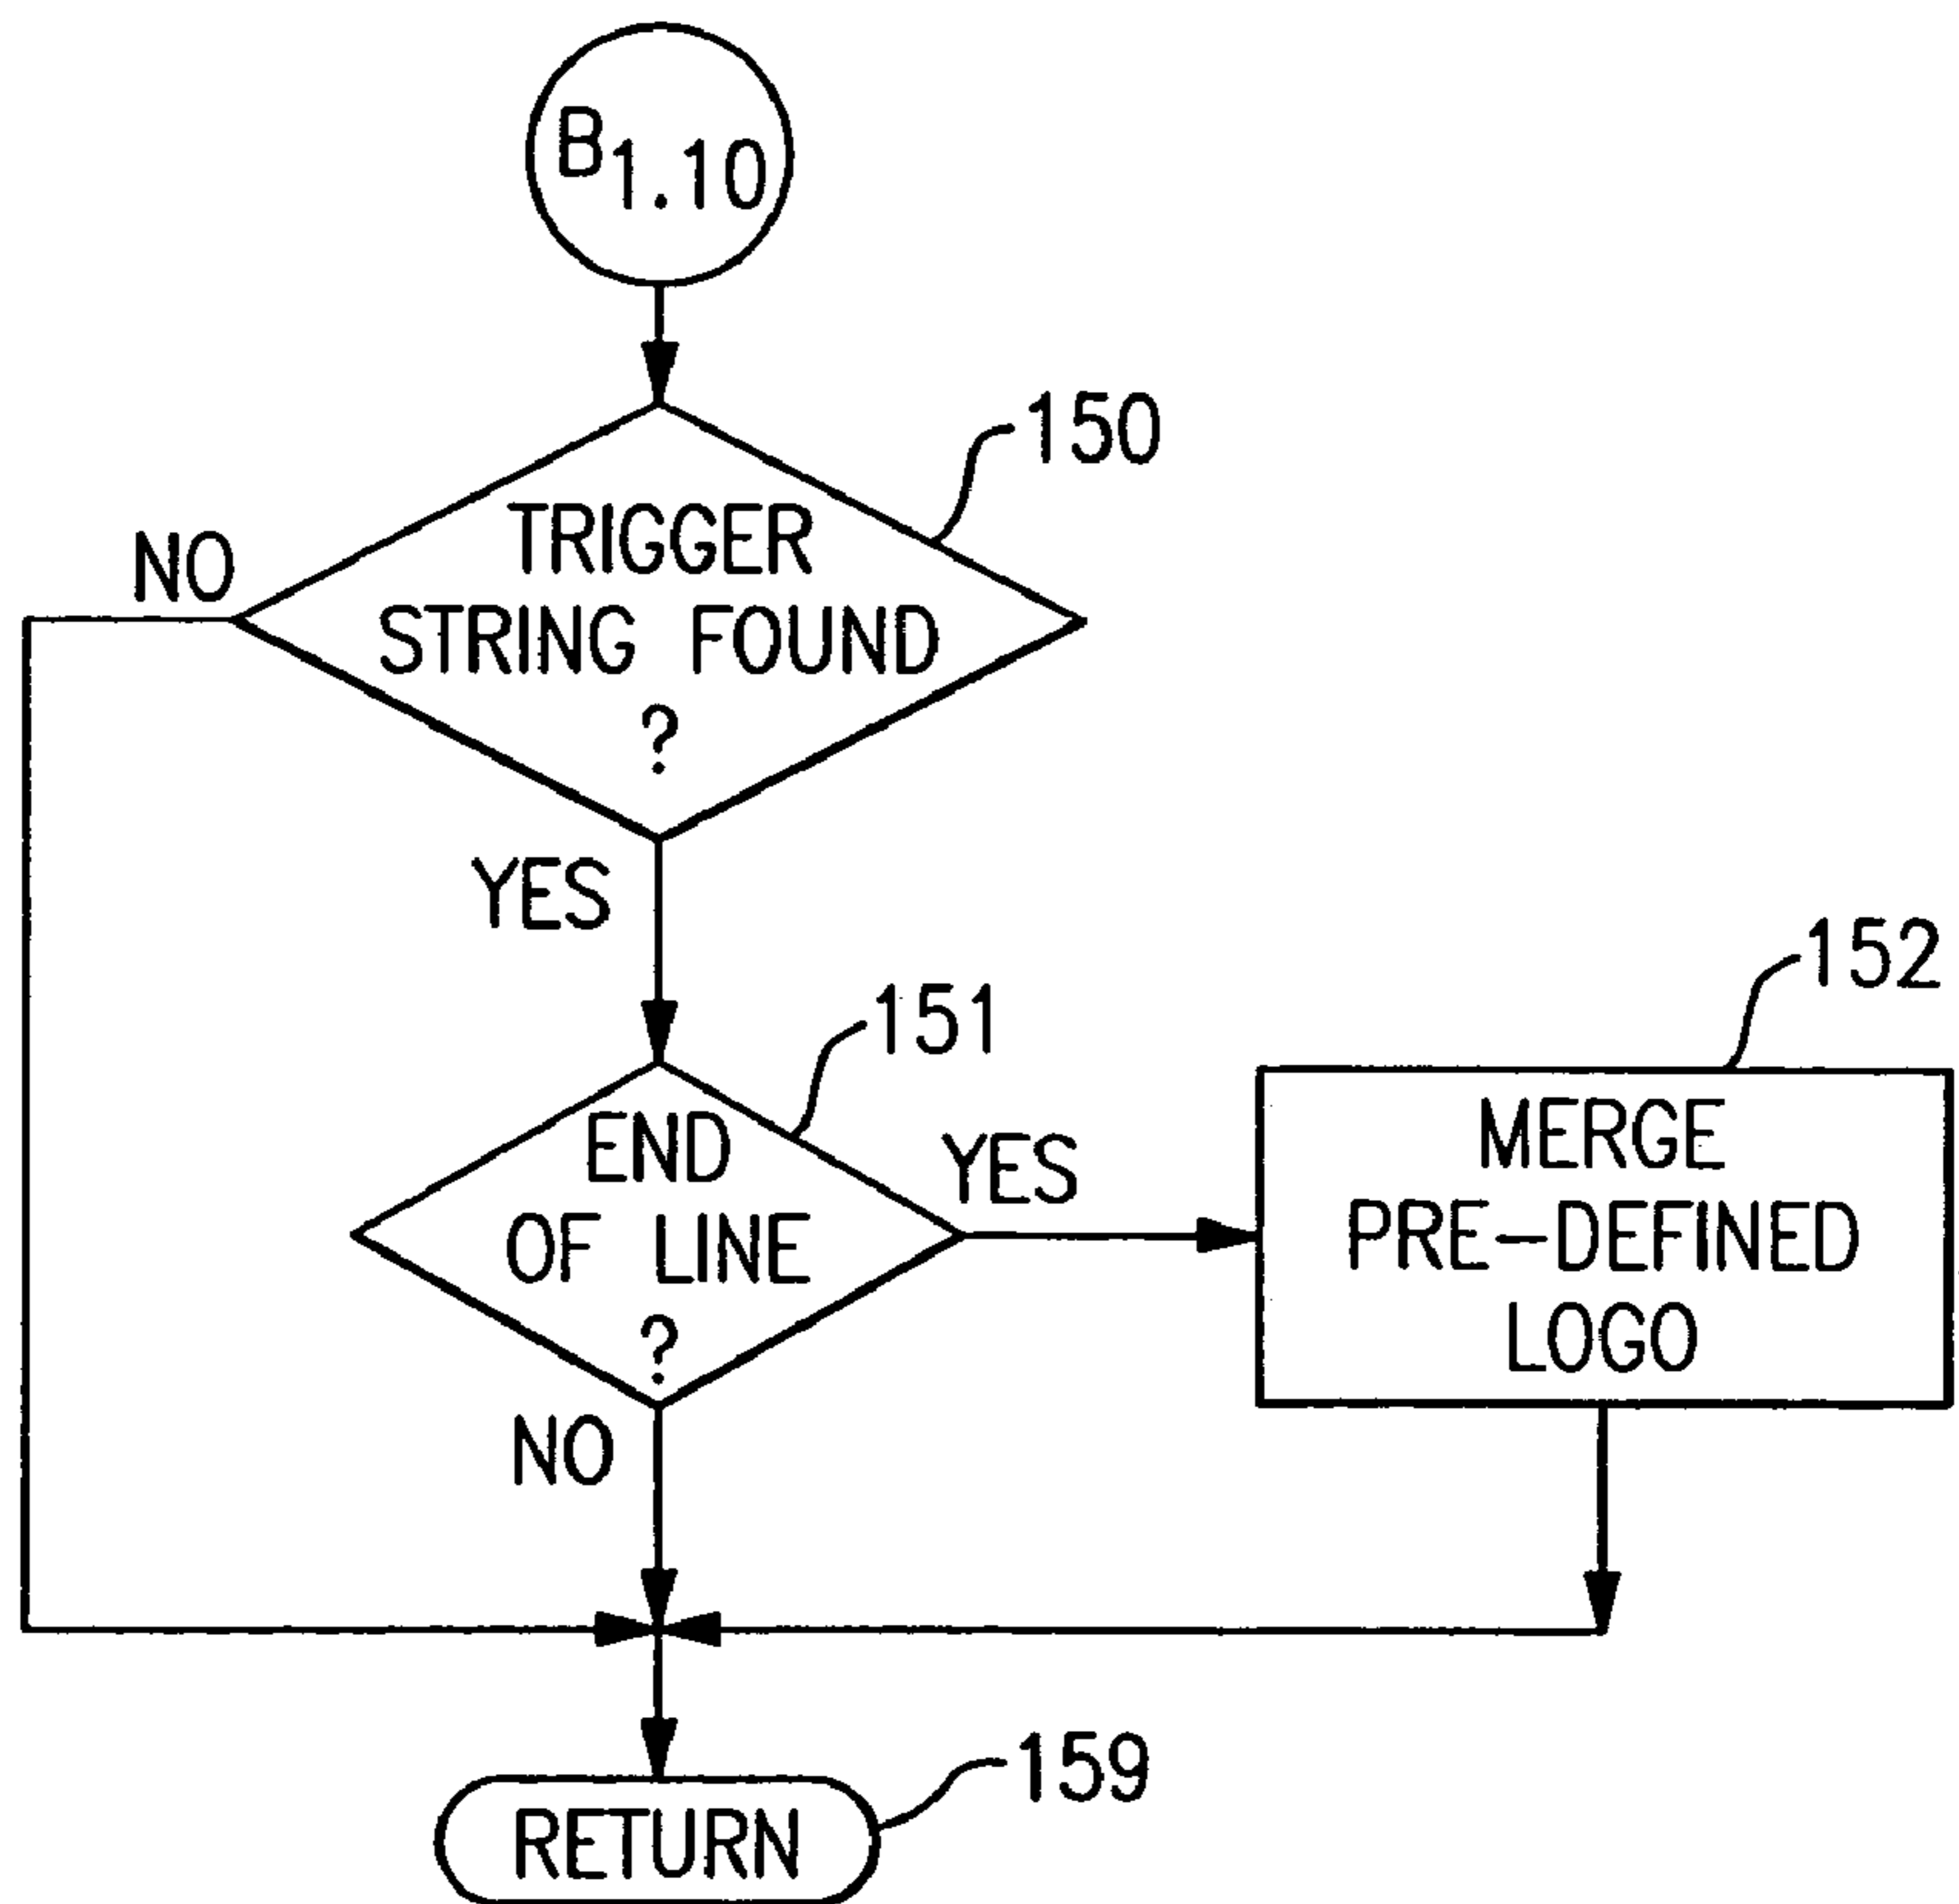 B1.10
150
TRIGGER
NO
STRING FOUND
?
YES
152
151
END
YES
MERGE
OF LINE
PRE-DEFINED
?
LOGO
NO
159
RETURN